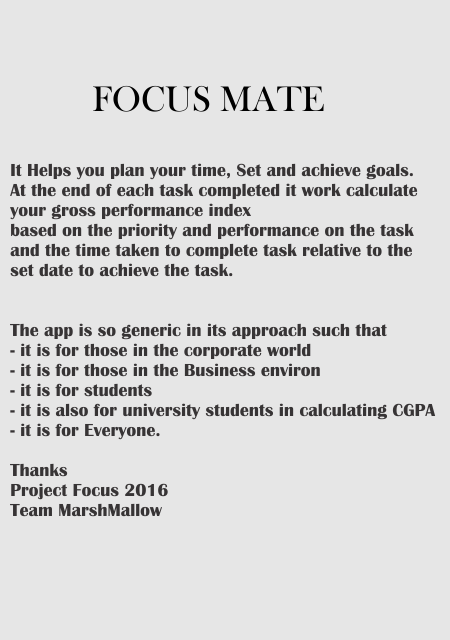 FOCUS MATE
It Helps you plan your time, Set and achieve goals.
At the end of each task completed it work calculate
your gross performance index
based on the priority and performance on the task
and the time taken to complete task relative to the
set date to achieve the task.
The app is so generic in its approach such that
- it is for those in the corporate world
- it is for those in the Business environ
- it is for students
- it is also for university students in calculating CGPA
- it is for Everyone.
Thanks
Project Focus 2016
Team MarshMallow